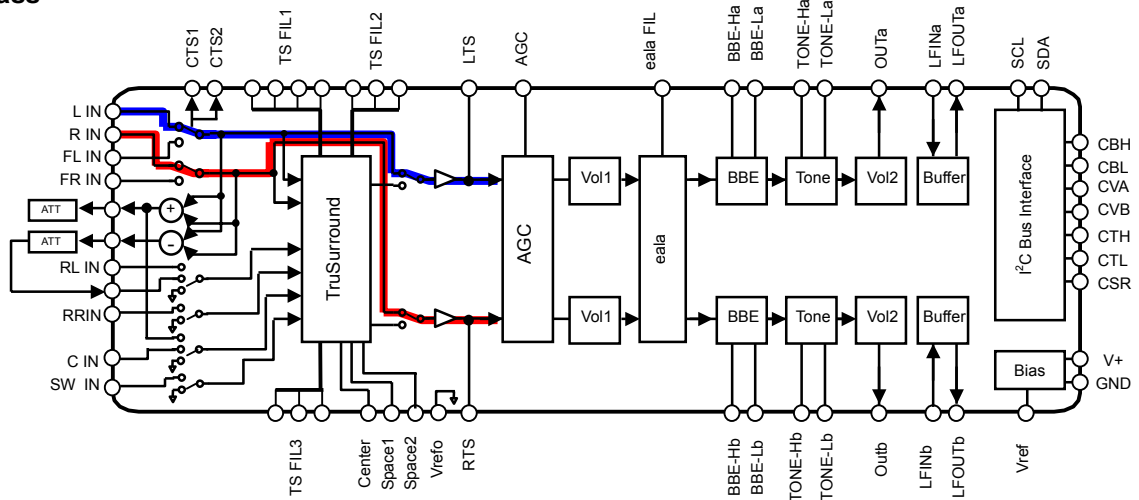 CTS1
CTS2
TS FIL1
TS FIL2
LTS
AGC
eala FIL
BBE-Ha
BBE-La
TONE-Ha
TONE-La
OUTa
LFINa
LFOUTa
SCL
SDA
L IN
R IN
FL IN
FR IN
ATT
+
ATT
-
RL IN
RRIN
C IN
SW IN
TruSurround
AGC
Vol1
eala
BBE
Tone
Vol2
Buffer
Vol1
BBE
Tone
Vol2
Buffer
I²C Bus Interface
Bias
CBH
CBL
CVA
CVB
CTH
CTL
CSR
V+
GND
TS FIL3
Center
Space1
Space2
Vrefo
RTS
BBE-Hb
BBE-Lb
TONE-Hb
TONE-Lb
Outb
LFINb
LFOUTb
Vref